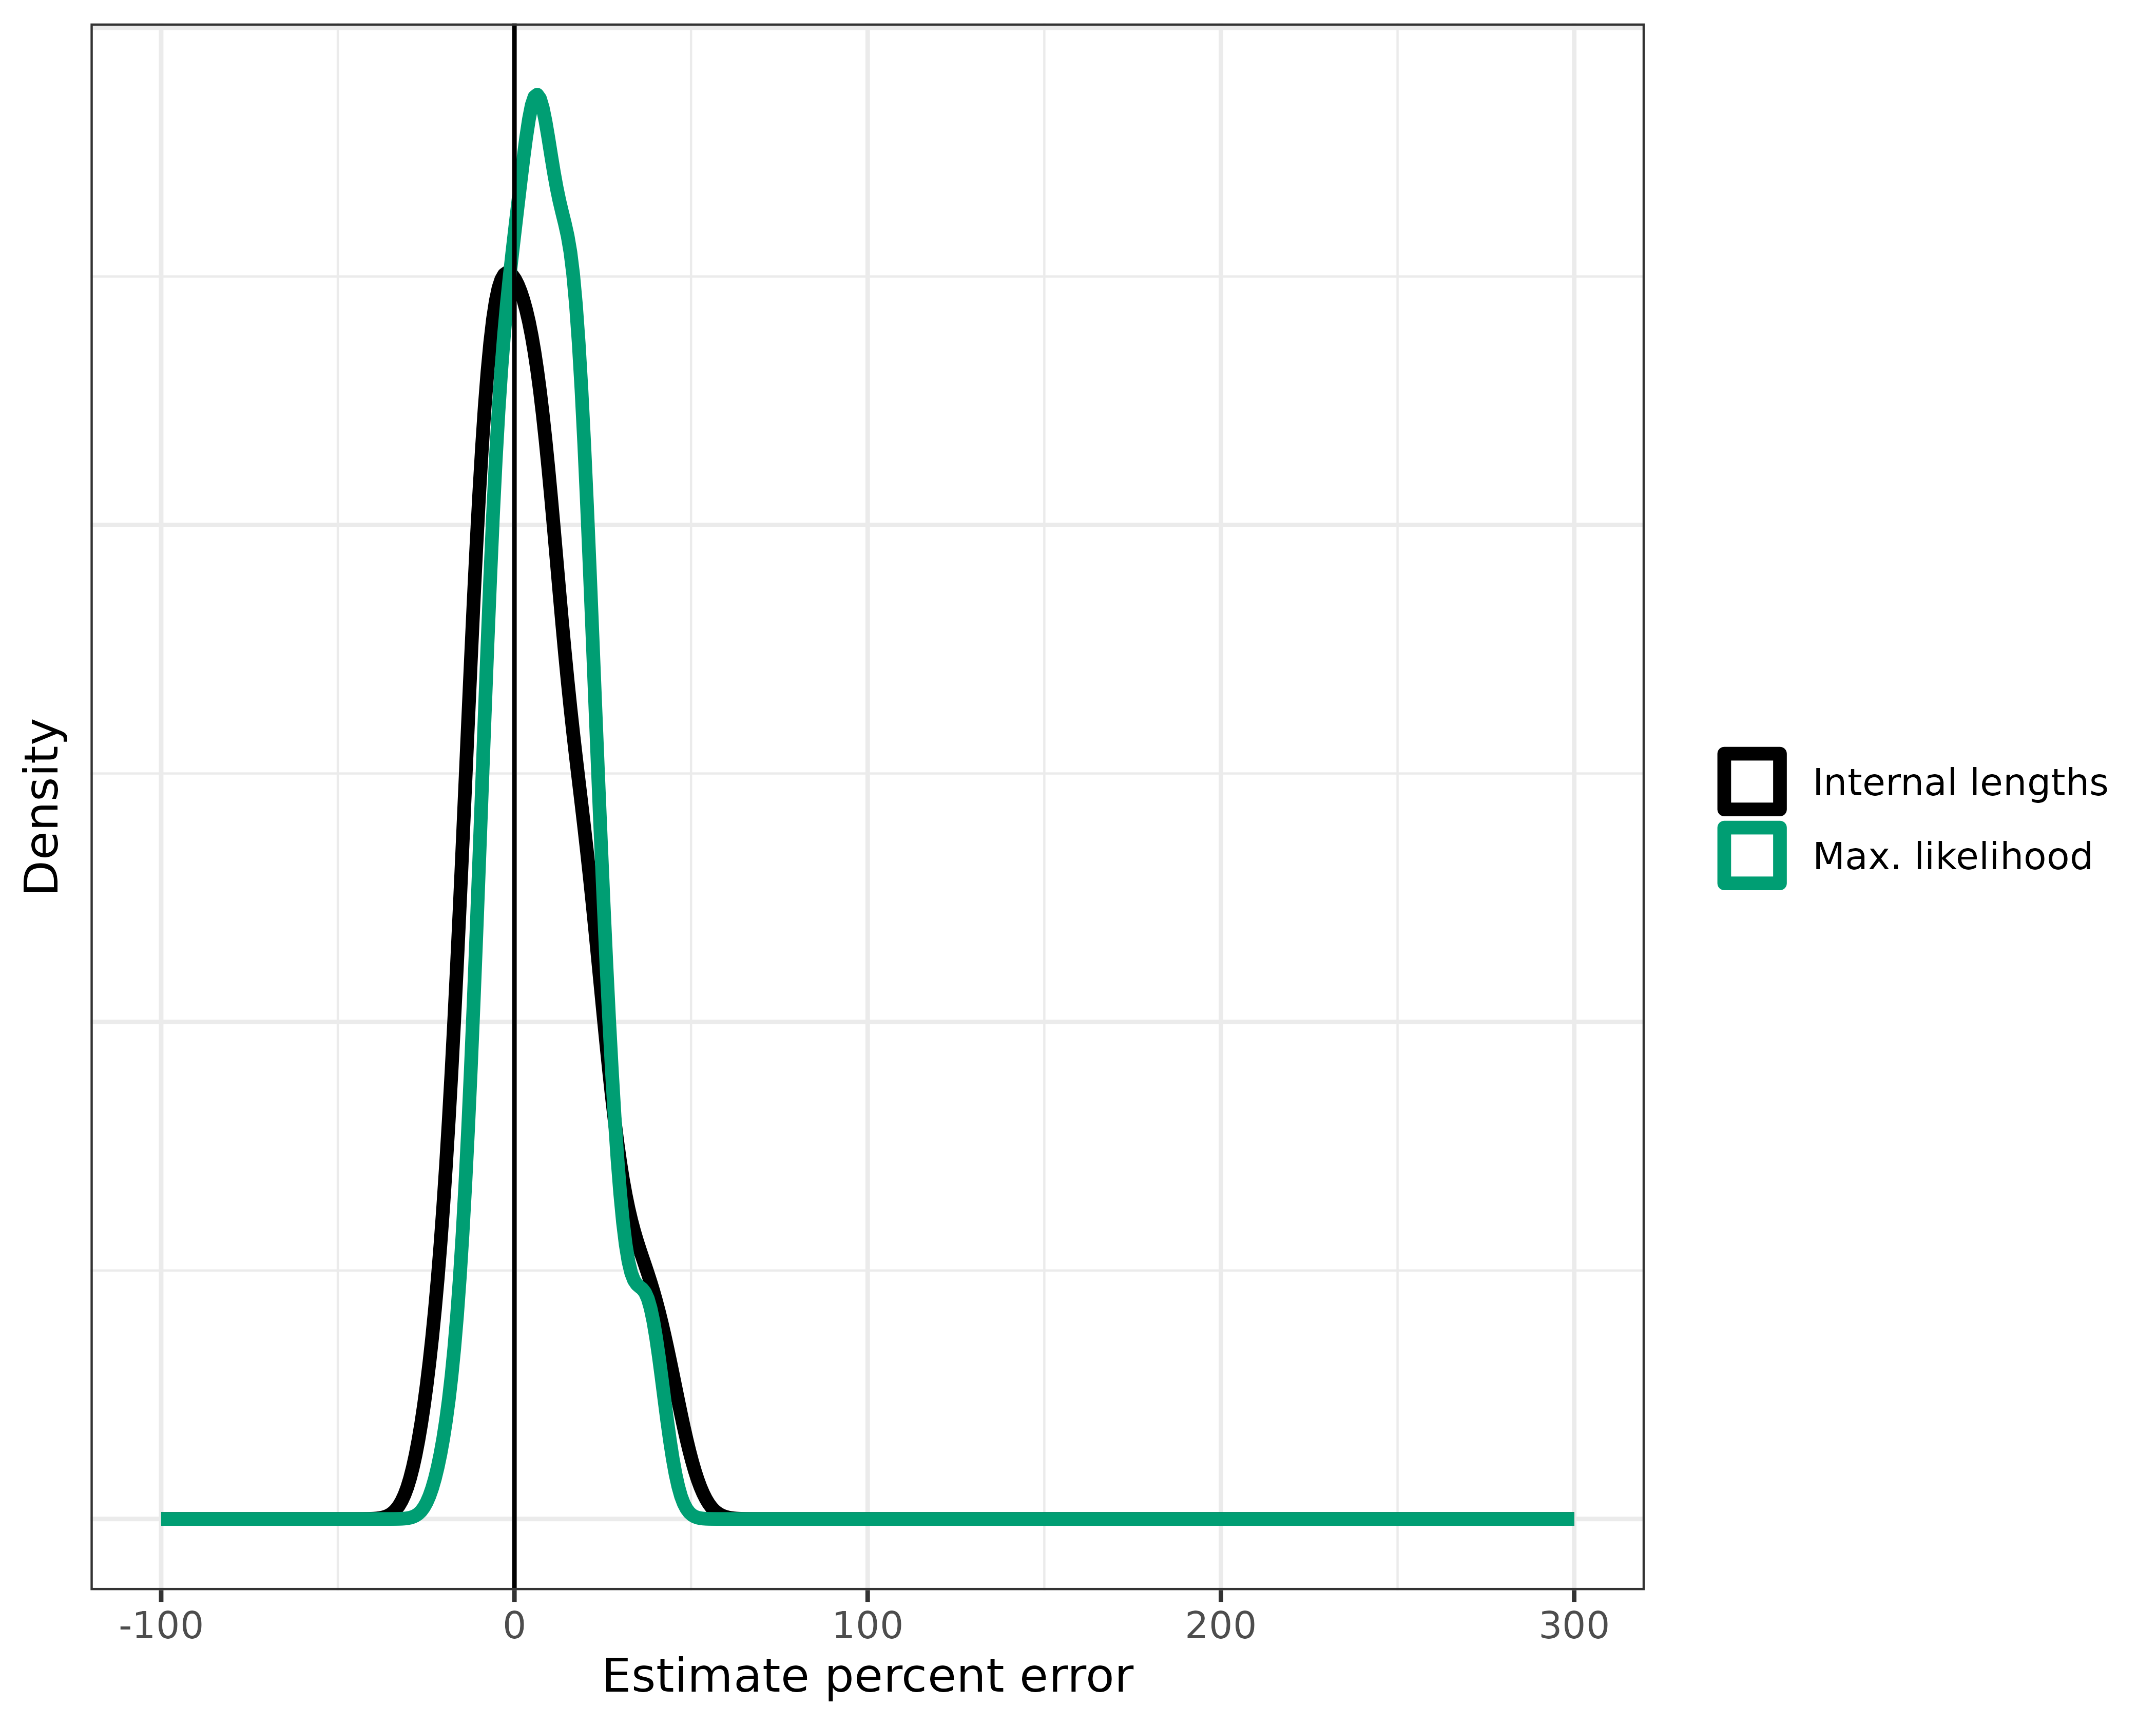 Density
Internal lengths
Max. likelihood
-100 0 100 200 300
Estimate percent error